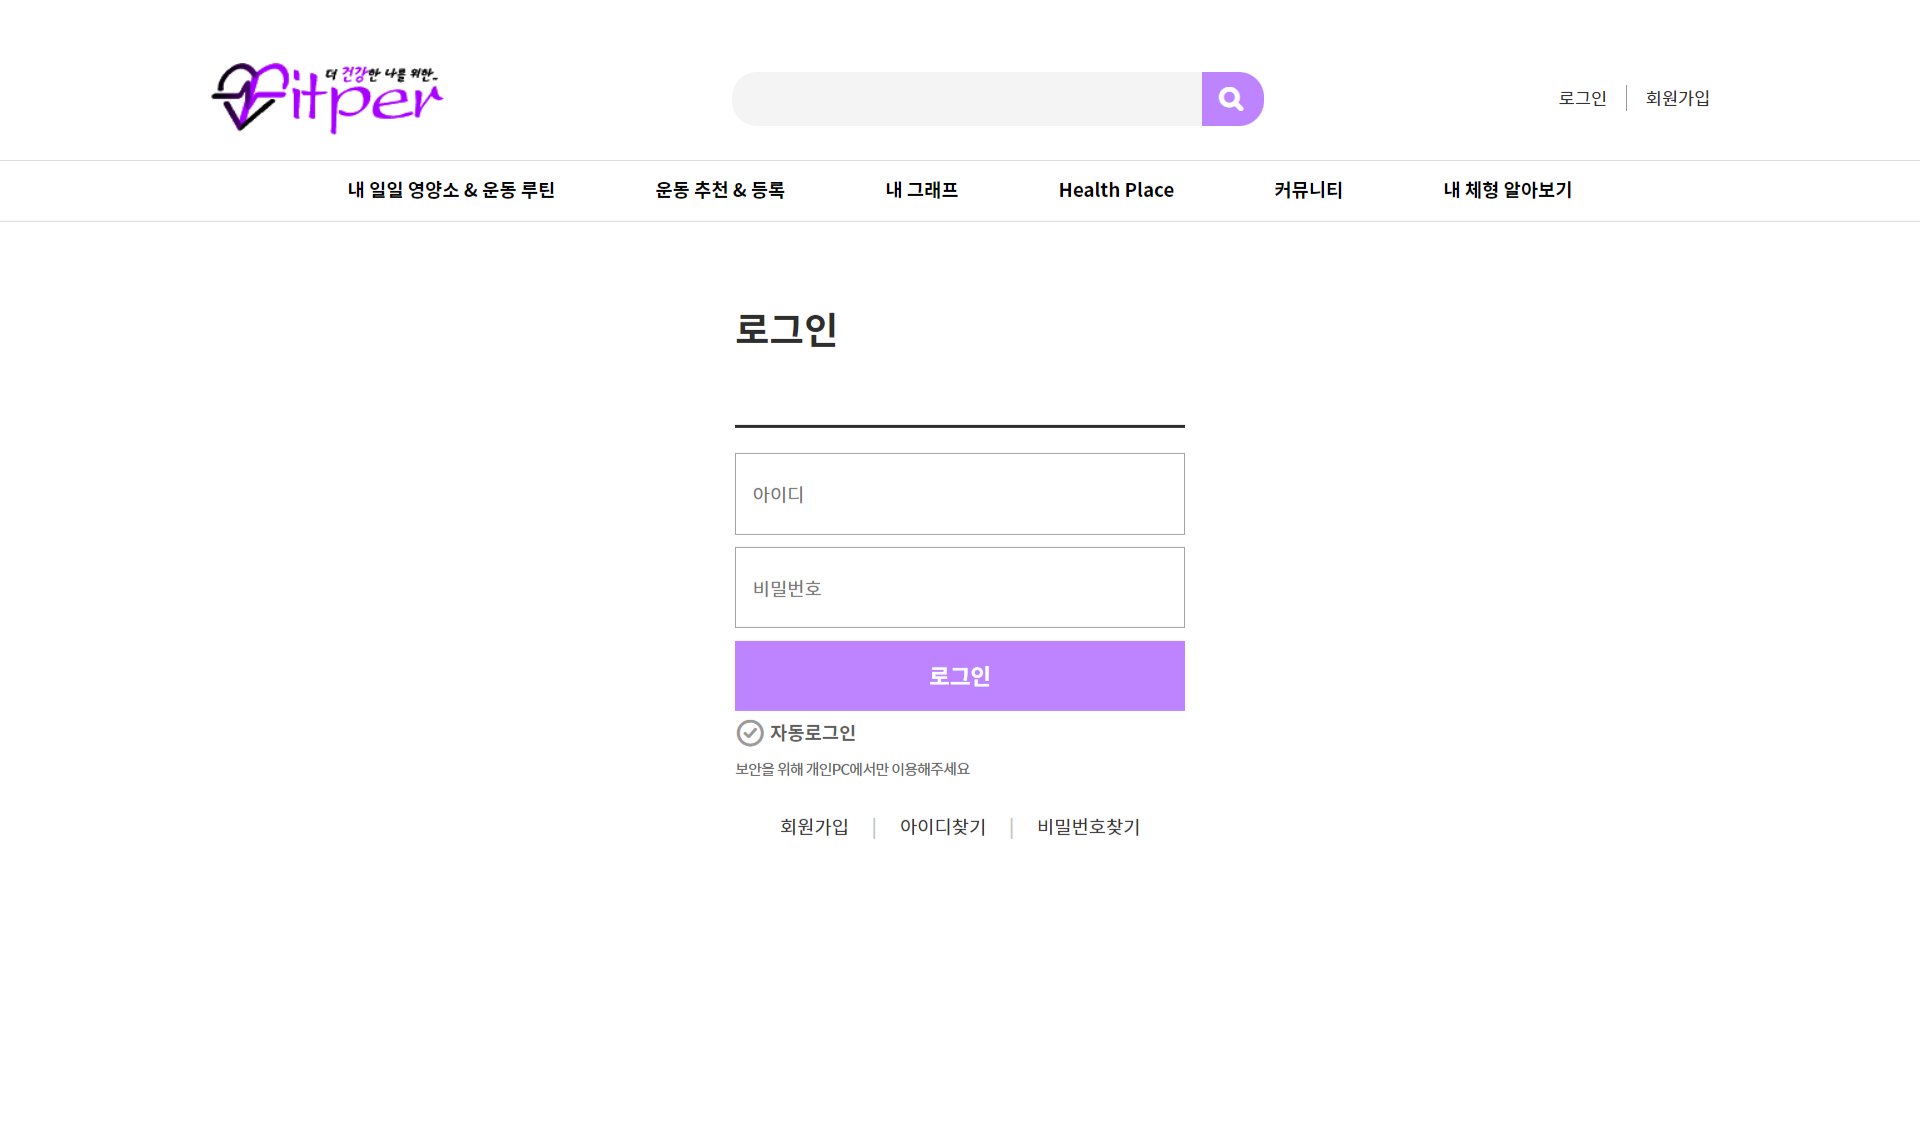 더 건강한 나를 위한..
Fitper
로그인 회원가입
내 일일 영양소 & 운동 루틴 운동 추천 & 등록 내 그래프 Health Place 커뮤니티 내 체형 알아보기
로그인
아이디
비밀번호
로그인
자동로그인
보안을 위해 개인PC에서만 이용해주세요
회원가입 | 아이디찾기 | 비밀번호찾기